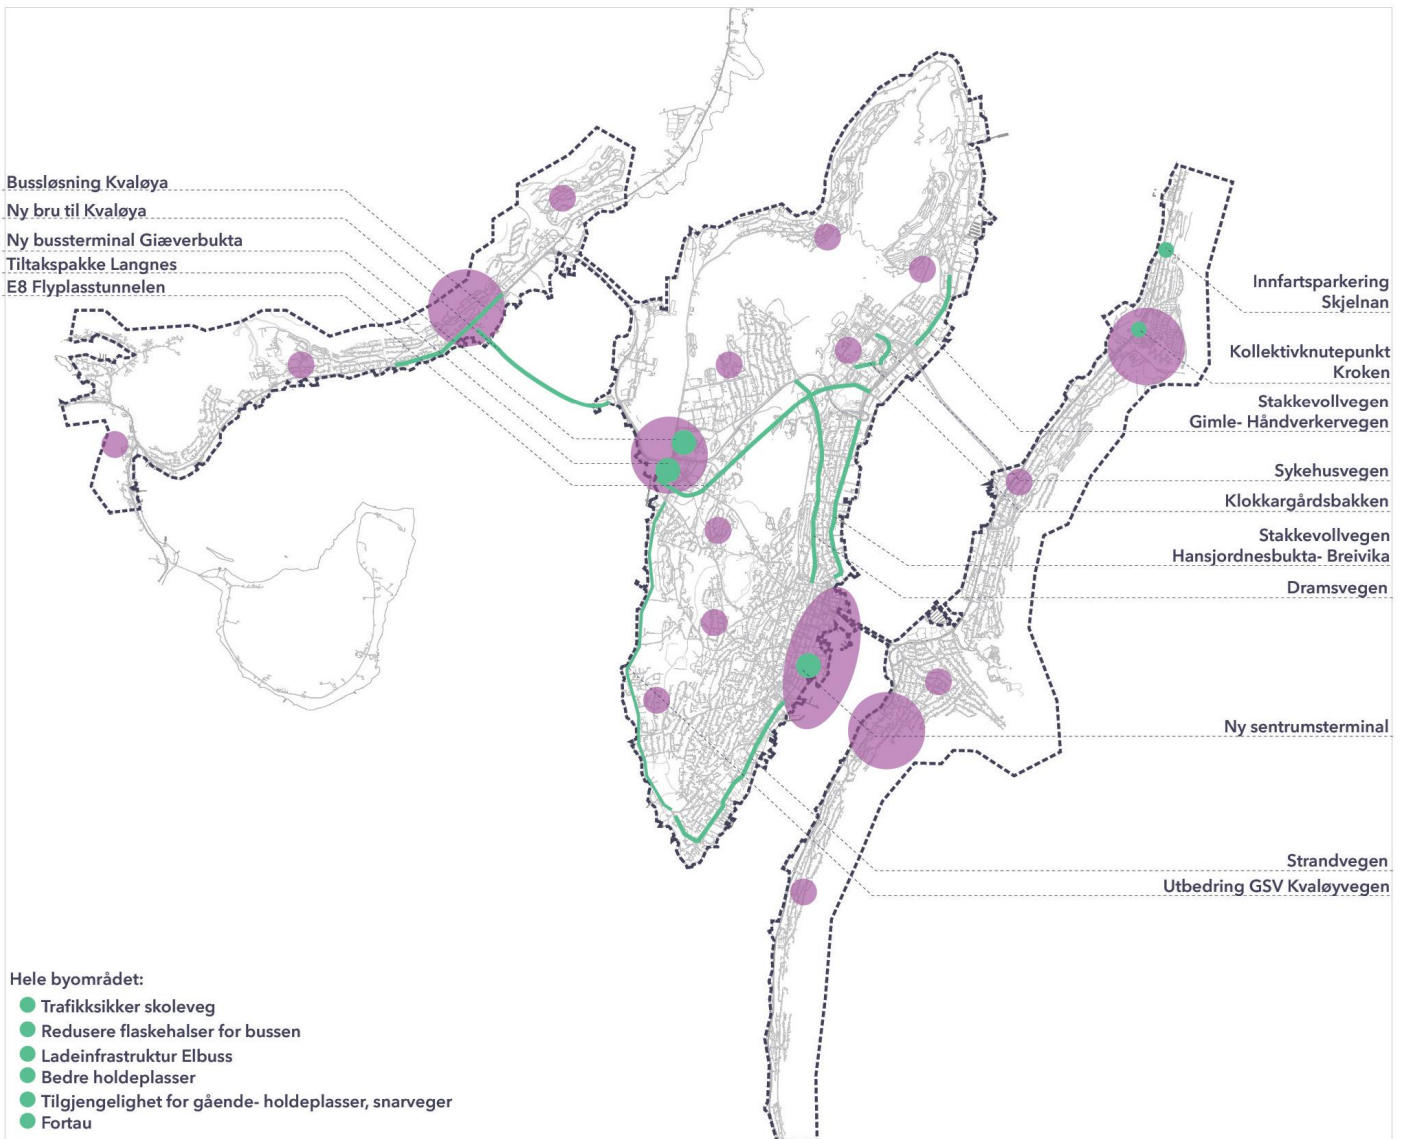 Bussløsning Kvaløya
Ny bru til Kvaløya
Ny bussterminal Giæverbukta
Tiltakspakke Langnes
E8 Flyplasstunnelen
Innfartsparkering
Skjelnan
Kollektivknutepunkt
Kroken
Stakkevollvegen
Gimle- Håndverkervegen
Sykehusvegen
Klokkargårdsbakken
Stakkevollvegen
Hansjordnesbukta- Breivika
Dramsvegen
Ny sentrumsterminal
Strandvegen
Utbedring GSV Kvaløyvegen
Hele byområdet:
Trafikksikker skoleveg
Redusere flaskehalser for bussen
Ladeinfrastruktur Elbuss
Bedre holdeplasser
Tilgjengelighet for gående- holdeplasser, snarveger
Fortau